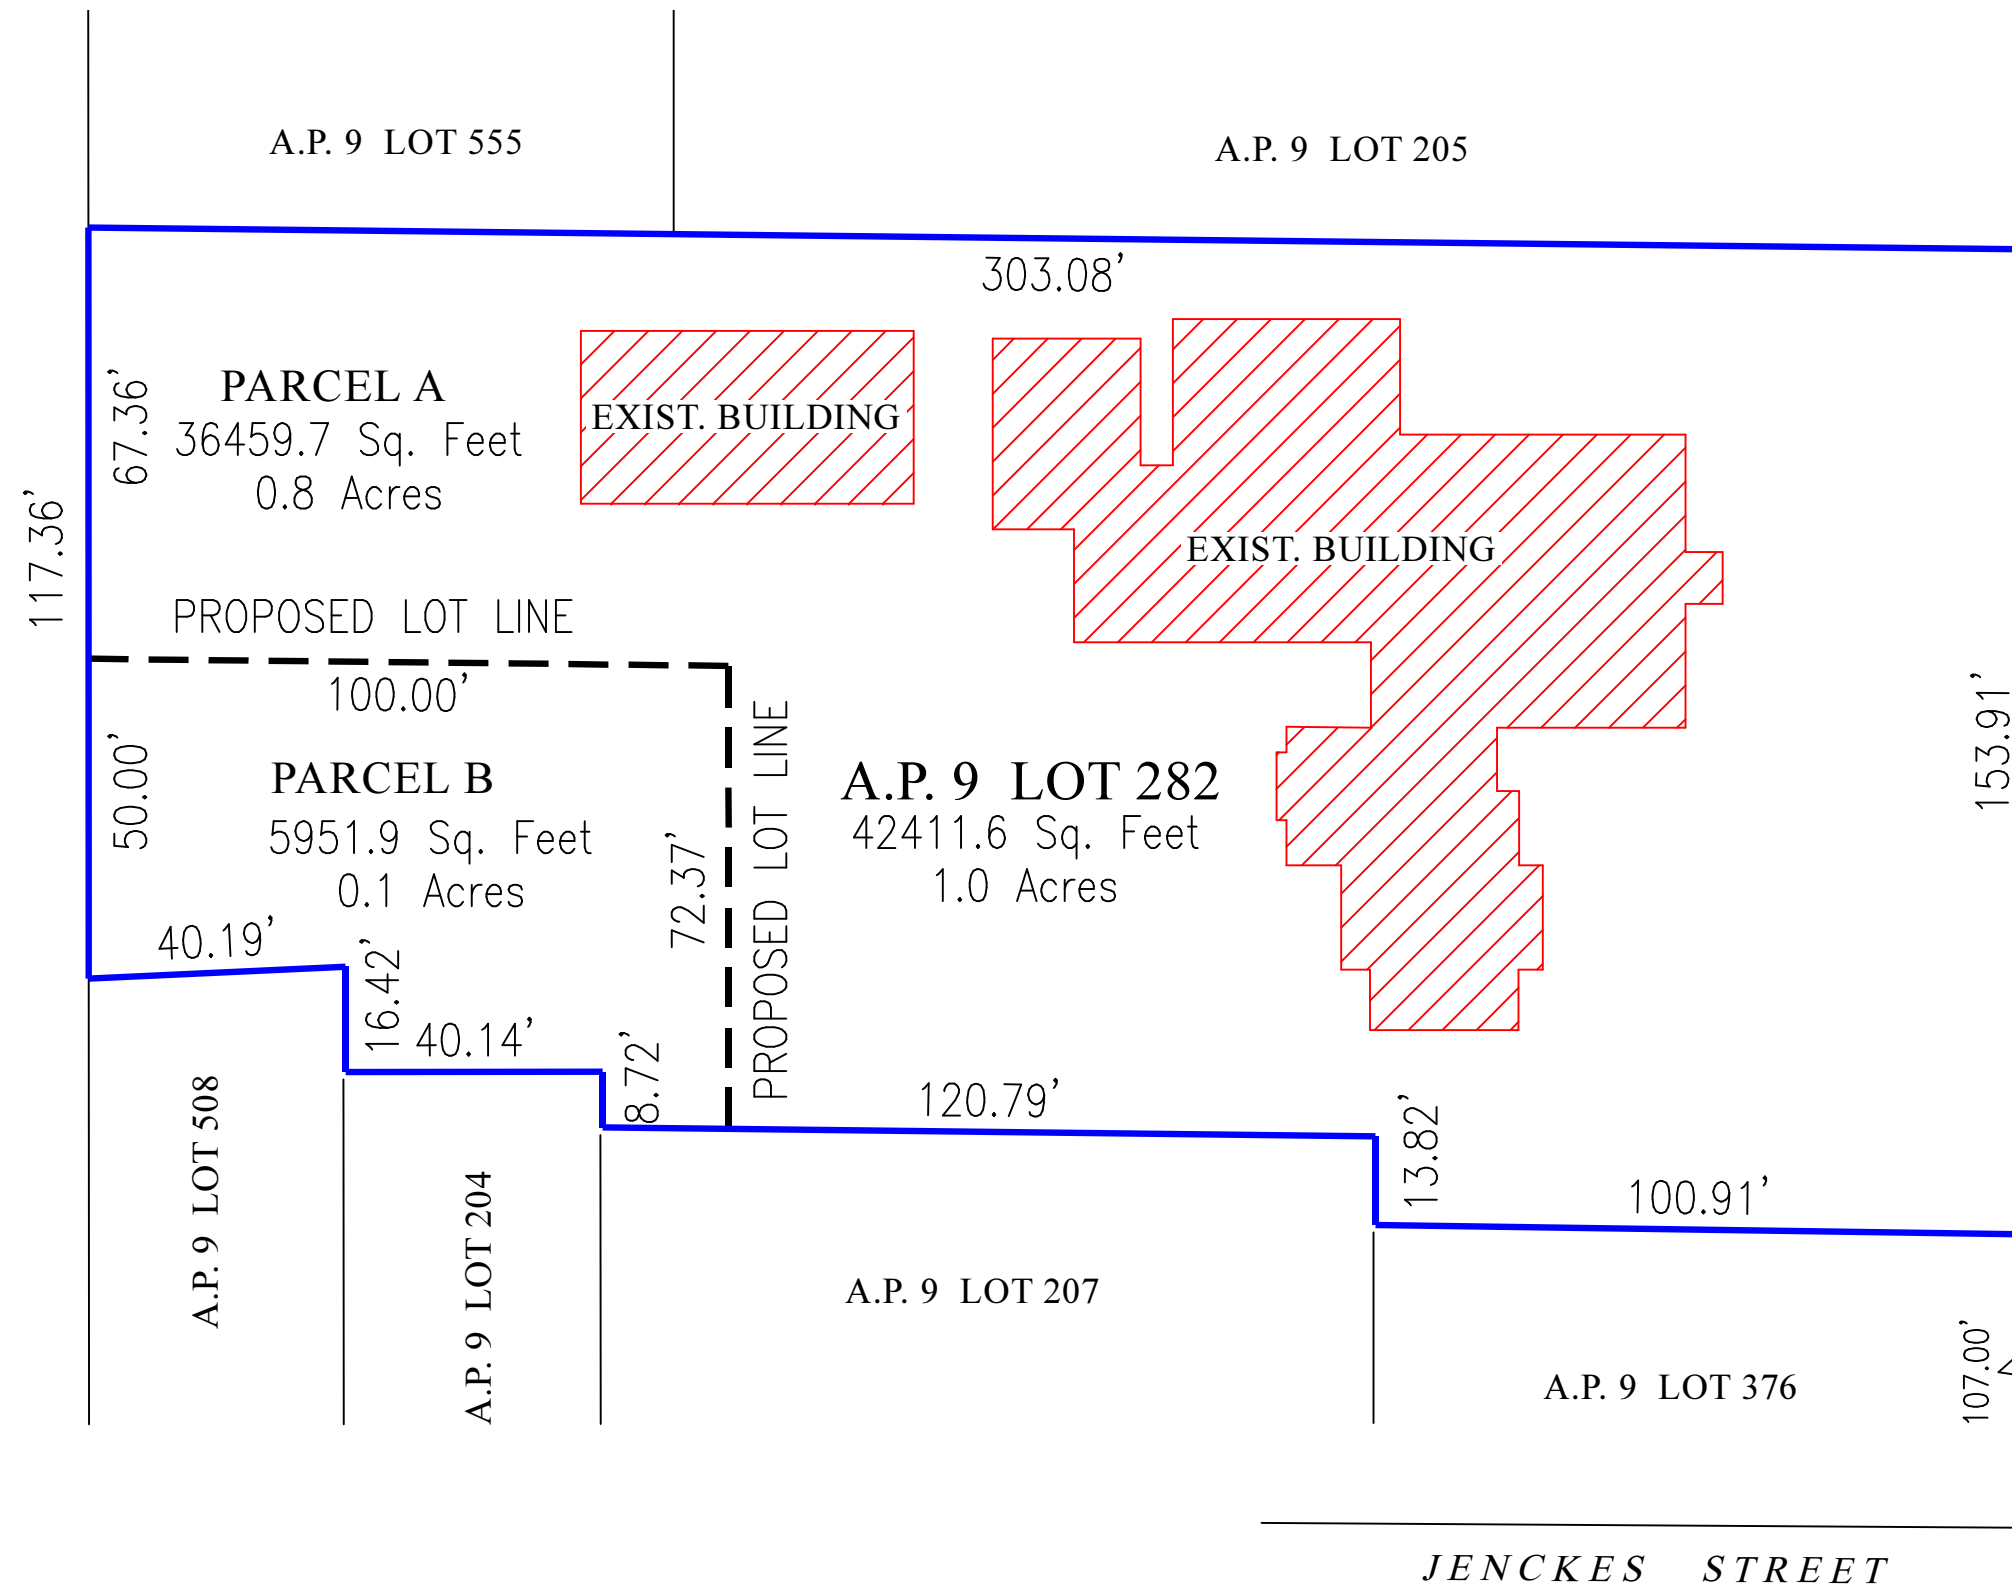 A.P. 9 LOT 555
A.P. 9 LOT 205
303.08’
PARCEL A
36459.7 Sq. Feet
0.8 Acres
67.36’
117.36’
EXIST. BUILDING
EXIST. BUILDING
PROPOSED LOT LINE
100.00’
PARCEL B
5951.9 Sq. Feet
0.1 Acres
50.00’
72.37’
PROPOSED LOT LINE
A.P. 9 LOT 282
42411.6 Sq. Feet
1.0 Acres
153.91’
40.19’
16.42’
40.14’
8.72’
120.79’
13.82’
100.91’
A.P. 9 LOT 508
A.P. 9 LOT 204
A.P. 9 LOT 207
A.P. 9 LOT 376
107.00’
JENCKES STREET